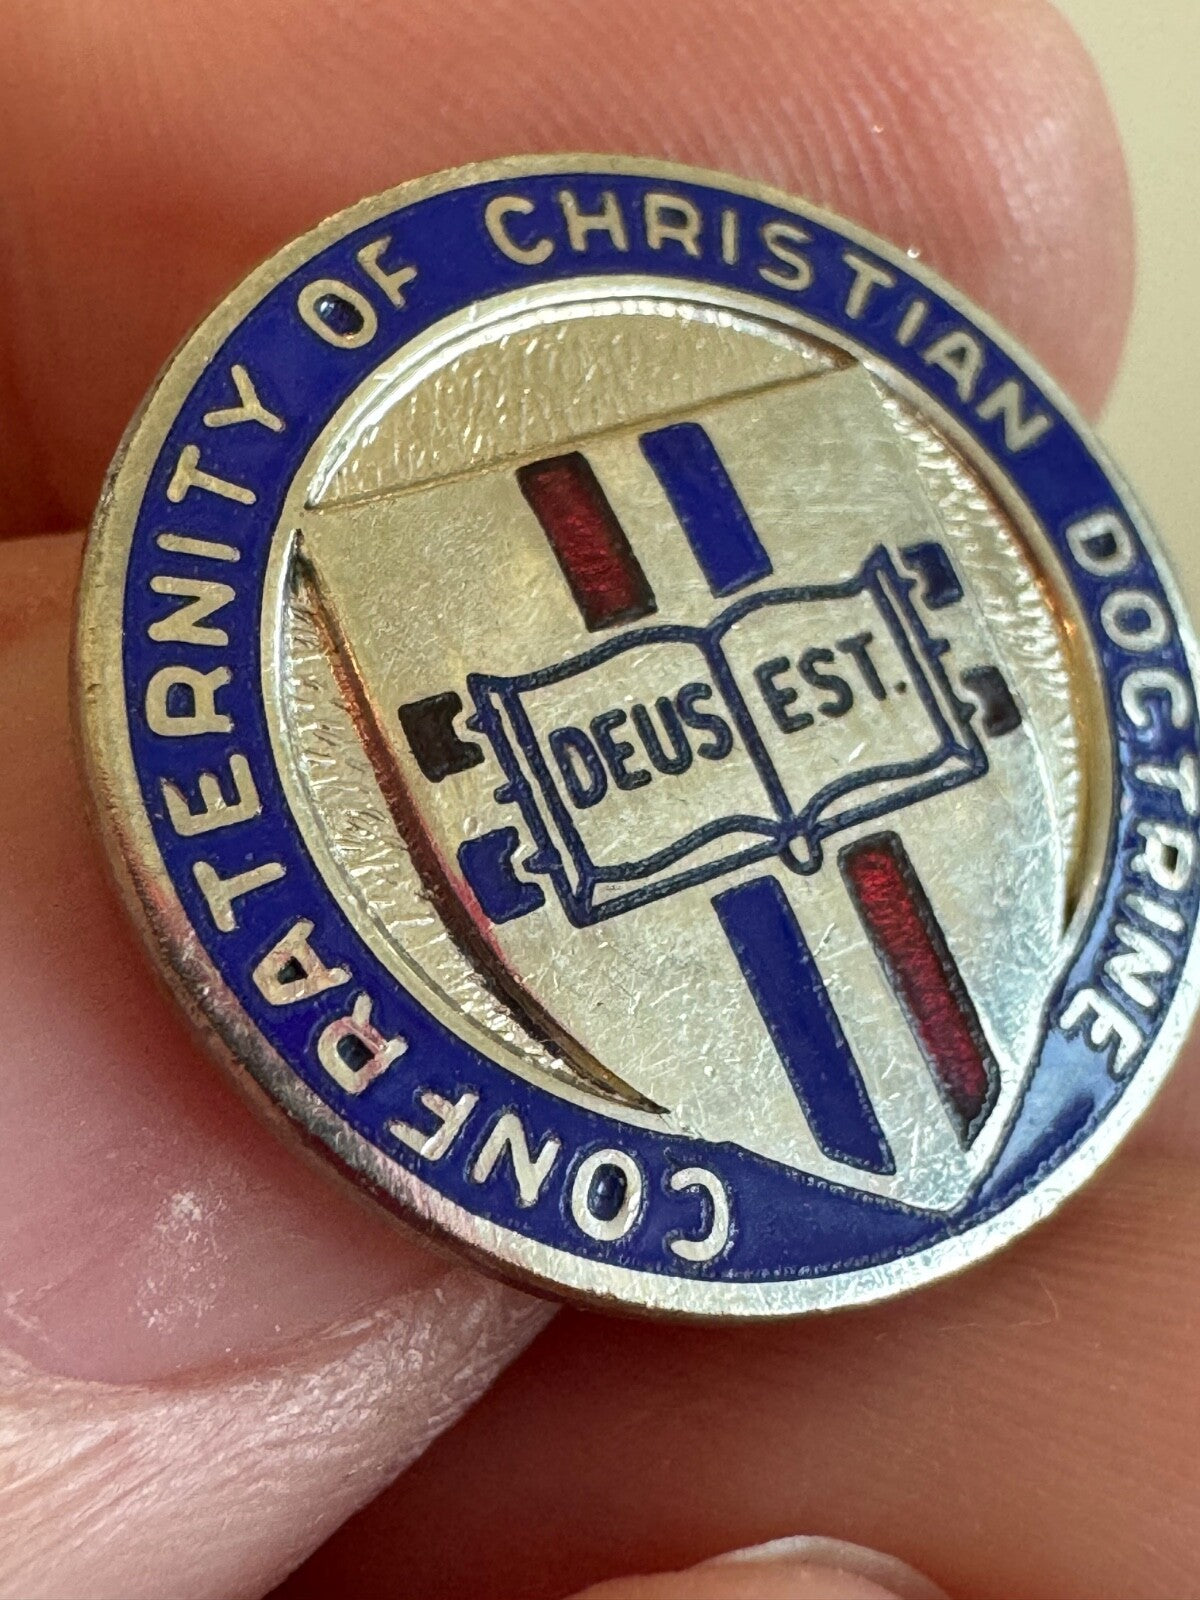 CONFRATERNITY OF CHRISTIAN DOCTRINE
DEUS EST.